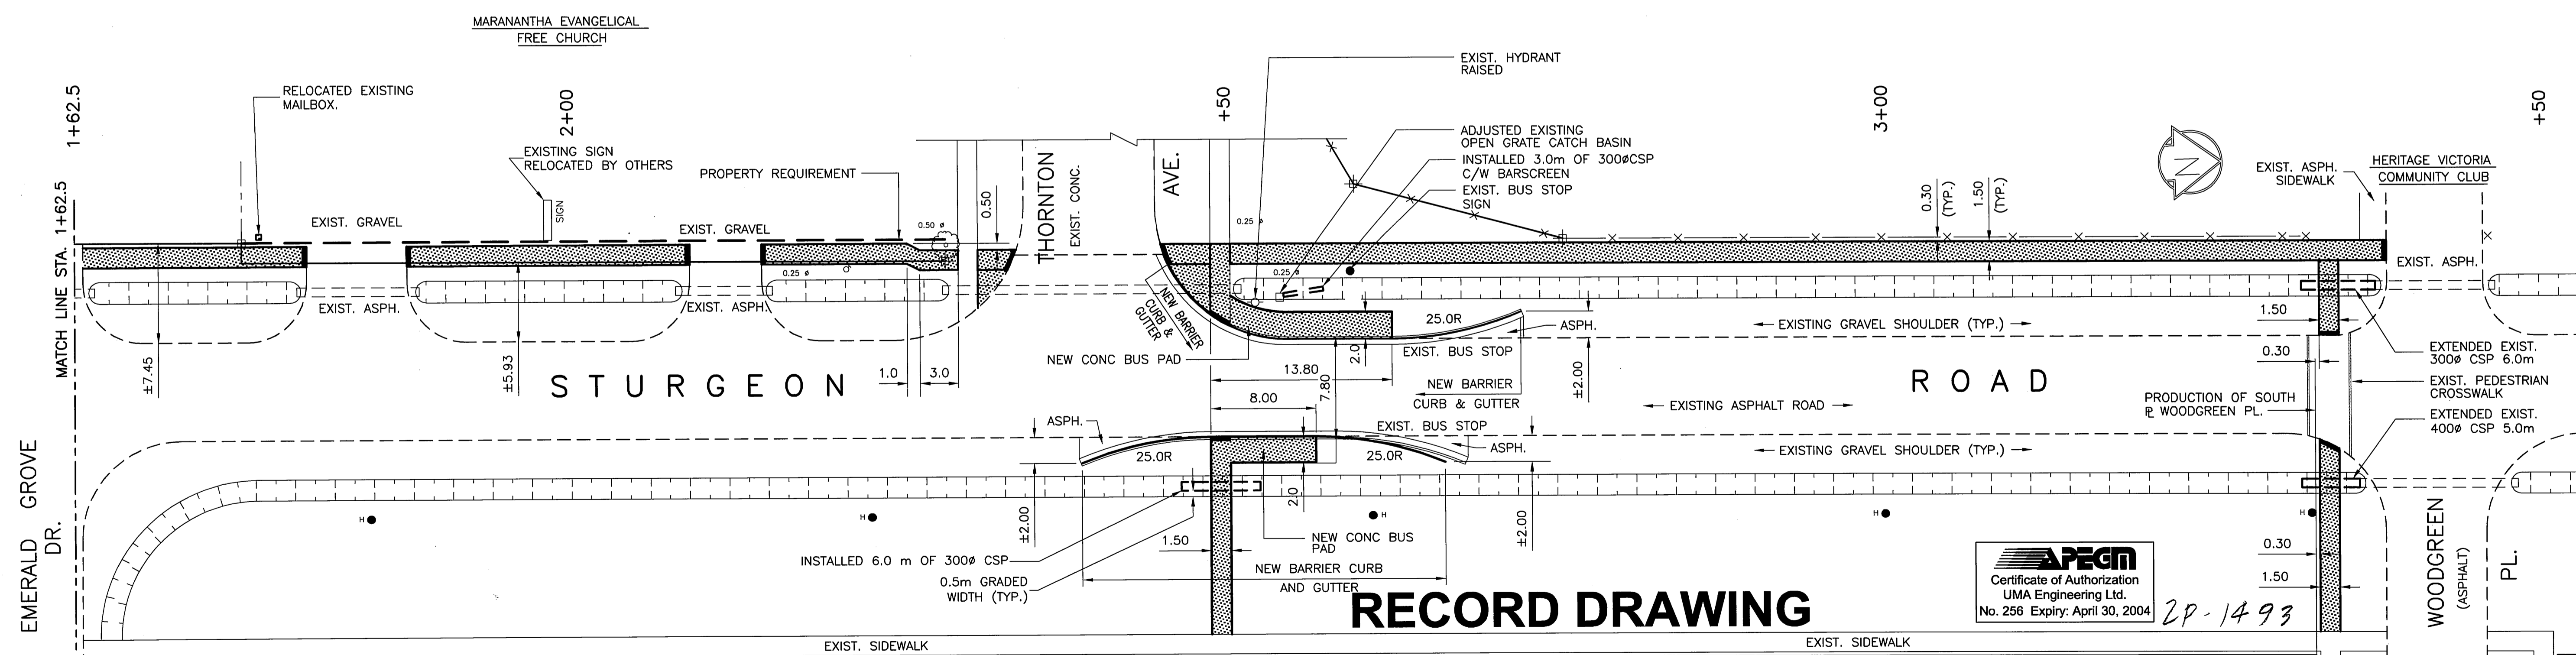 MARANANTHA EVANGELICAL
FREE CHURCH
1+62.5
2+00
+50
3+00
+50
RELOCATED EXISTING
MAILBOX.
EXISTING SIGN
RELOCATED BY OTHERS
SIGN
PROPERTY REQUIREMENT
EXIST. GRAVEL
EXIST. GRAVEL
0.50 ø
0.50
THORNTON
EXIST. CONC.
AVE.
EXIST. HYDRANT
RAISED
ADJUSTED EXISTING
OPEN GRATE CATCH BASIN
INSTALLED 3.0m OF 300øCSP
C/W BARSCREEN
EXIST. BUS STOP
SIGN
0.25 ø
0.30
(TYP.)
1.50
(TYP.)
N
EXIST. ASPH.
SIDEWALK
HERITAGE VICTORIA
COMMUNITY CLUB
MATCH LINE STA. 1+62.5
0.25 ø
0.25 ø
EXIST. ASPH.
EXIST. ASPH.
EXIST. ASPH.
±7.45
±5.93
STURGEON
1.0
3.0
NEW BARRIER
CURB &
GUTTER
NEW CONC BUS PAD
13.80
8.00
2.0
7.80
25.0R
ASPH.
EXIST. BUS STOP
NEW BARRIER
CURB & GUTTER
±2.00
EXISTING GRAVEL SHOULDER (TYP.)
EXISTING ASPHALT ROAD
ROAD
1.50
0.30
PRODUCTION OF SOUTH
℄ WOODGREEN PL.
EXTENDED EXIST.
300ø CSP 6.0m
EXIST. PEDESTRIAN
CROSSWALK
EXTENDED EXIST.
400ø CSP 5.0m
ASPH.
25.0R
25.0R
EXIST. BUS STOP
ASPH.
EXISTING GRAVEL SHOULDER (TYP.)
EMERALD GROVE
DR.
H
H
H
H
H
±2.00
2.0
±2.00
1.50
INSTALLED 6.0 m OF 300ø CSP
0.5m GRADED
WIDTH (TYP.)
NEW CONC BUS
PAD
NEW BARRIER CURB
AND GUTTER
RECORD DRAWING
APEGM
Certificate of Authorization
UMA Engineering Ltd.
No. 256 Expiry: April 30, 2004
2P-1493
0.30
1.50
WOODGREEN
(ASPHALT)
PL.
EXIST. SIDEWALK
EXIST. SIDEWALK